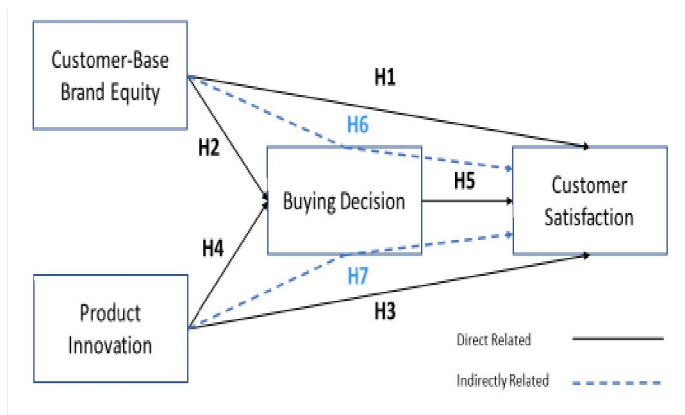 Customer-Base
Brand Equity
H1
H6
H2
Buying Decision
H5
Customer
Satisfaction
H4
H7
H3
Product
Innovation
Direct Related
Indirectly Related